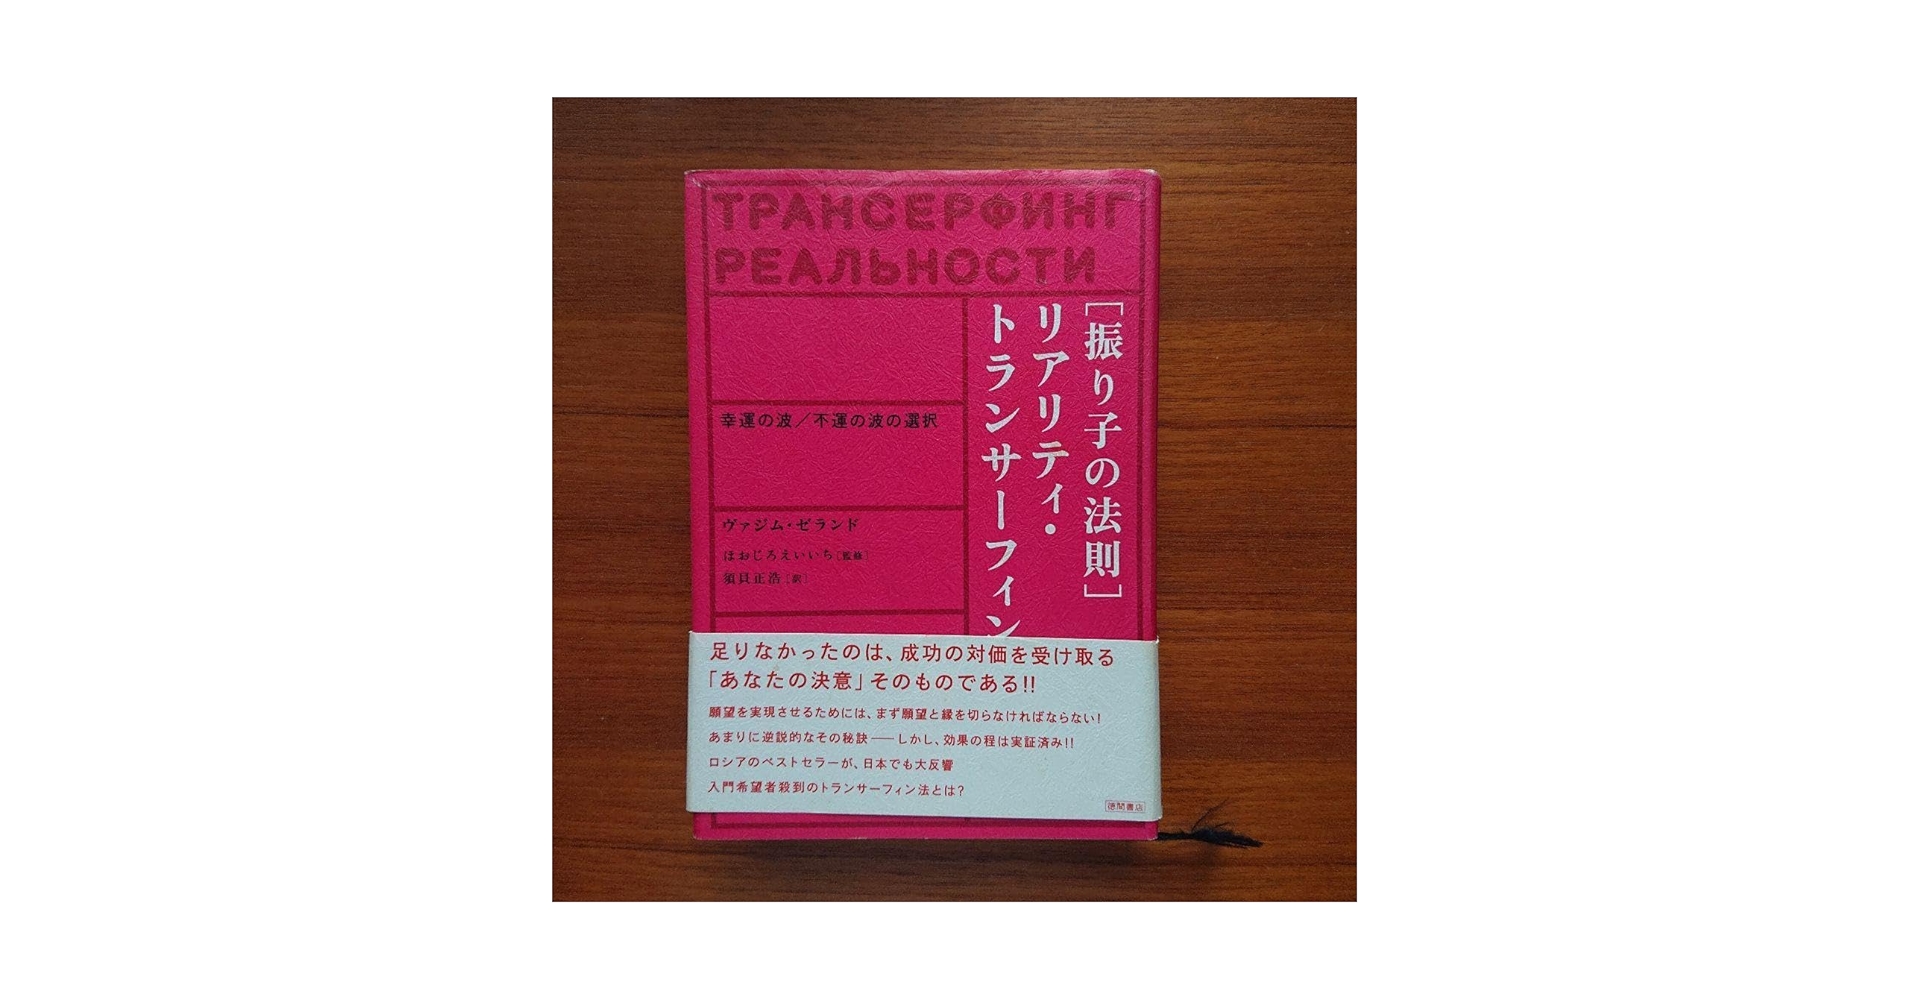 ТРАНСЕРФИНГ
РЕАЛЬНОСТИ
［振り子の法則］
リアリティ・
トランサーフィン
幸運の波／不運の波の選択
ヴァジム・ゼランド
ほおじろえいいち［監修］
須貝正浩［訳］
足りなかったのは、成功の対価を受け取る
「あなたの決意」そのものである!!
願望を実現させるためには、まず願望と縁を切らなければならない!
あまりに逆説的なその秘訣――しかし、効果の程は実証済み!!
ロシアのベストセラーが、日本でも大反響
入門希望者殺到のトランサーフィン法とは?
徳間書店